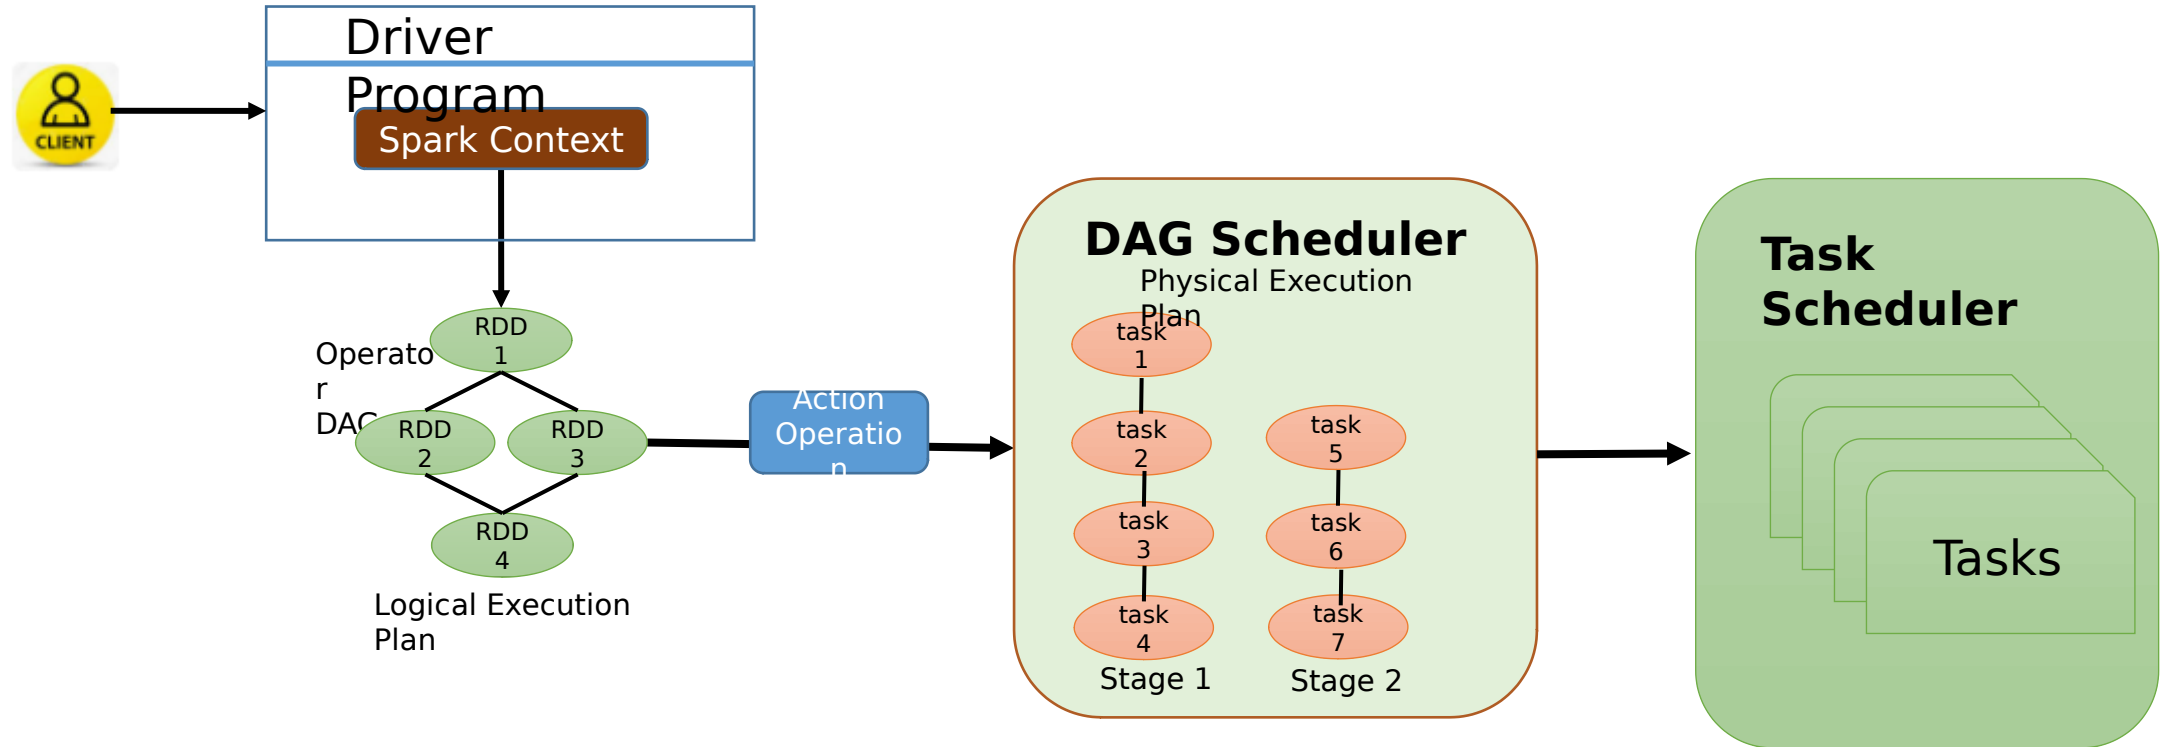 Driver
Program
CLIENT
Spark Context
Operato
r
DAG
RDD
1
RDD
2
RDD
3
RDD
4
Logical Execution
Plan
Action
Operatio
n
DAG Scheduler
Physical Execution
Plan
task
1
task
2
task
3
task
4
Stage 1
task
5
task
6
task
7
Stage 2
Task
Scheduler
Tasks